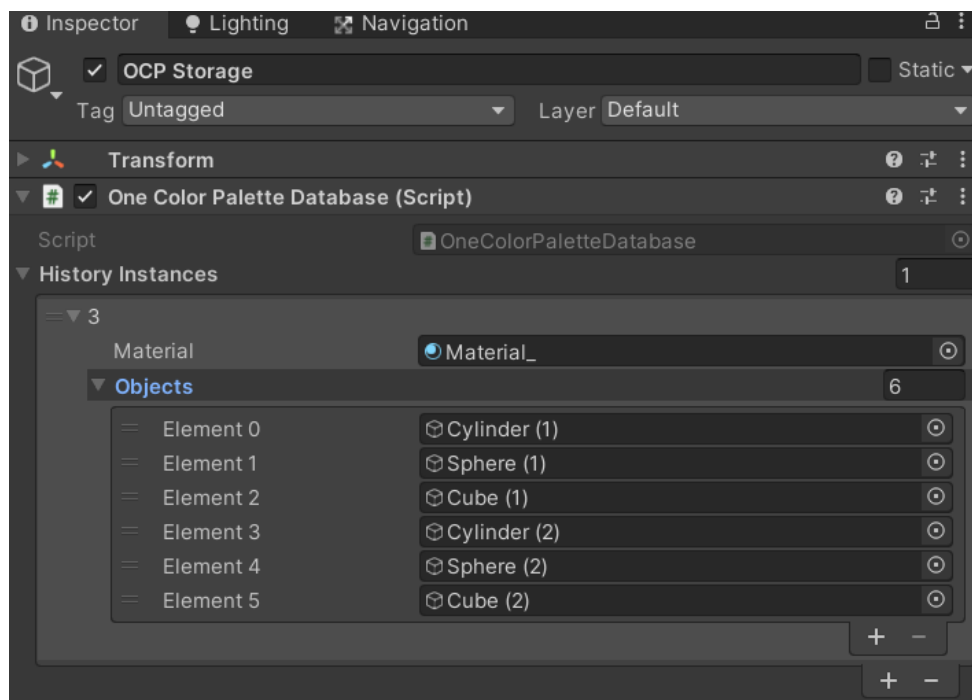 Inspector Lighting Navigation
OCP Storage Static
Tag Untagged Layer Default
Transform
One Color Palette Database (Script)
Script OneColorPaletteDatabase
History Instances 1
3
Material Material_
Objects 6
Element 0 Cylinder (1)
Element 1 Sphere (1)
Element 2 Cube (1)
Element 3 Cylinder (2)
Element 4 Sphere (2)
Element 5 Cube (2)
+ −
+ −